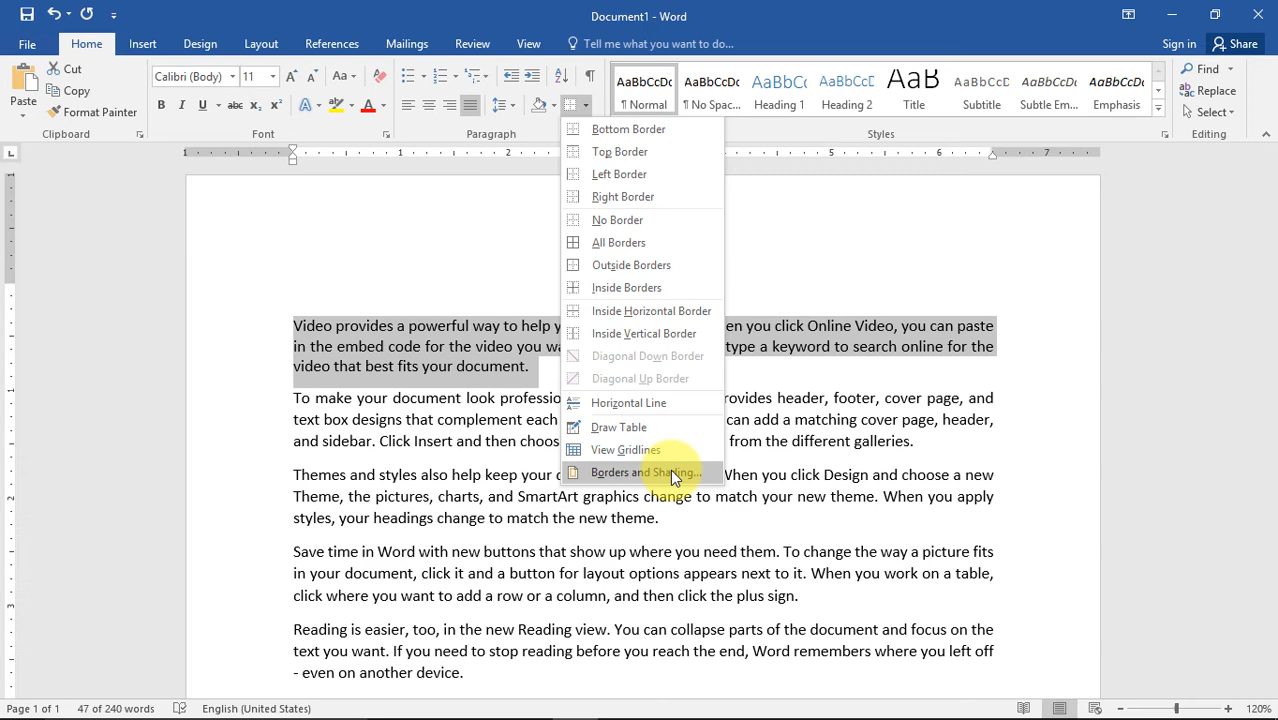 Document1 - Word
File Home Insert Design Layout References Mailings Review View Tell me what you want to do... Sign in Share
Paste
Cut
Copy
Format Painter
Clipboard
Calibri (Body) 11
Font
Paragraph
AaBbCcDc ¶ Normal
AaBbCcDc ¶ No Spac...
AaBbCc Heading 1
AaBbCcD Heading 2
AaB Title
AaBbCcD Subtitle
AaBbCcDc Subtle Em...
AaBbCcDc Emphasis
Styles
Find
Replace
Select
Editing
Bottom Border
Top Border
Left Border
Right Border
No Border
All Borders
Outside Borders
Inside Borders
Inside Horizontal Border
Inside Vertical Border
Diagonal Down Border
Diagonal Up Border
Horizontal Line
Draw Table
View Gridlines
Borders and Shading...
Video provides a powerful way to help y en you click Online Video, you can paste
in the embed code for the video you wa type a keyword to search online for the
video that best fits your document.
To make your document look professio rovides header, footer, cover page, and
text box designs that complement each can add a matching cover page, header,
and sidebar. Click Insert and then choos from the different galleries.
Themes and styles also help keep your When you click Design and choose a new
Theme, the pictures, charts, and SmartArt graphics change to match your new theme. When you apply
styles, your headings change to match the new theme.
Save time in Word with new buttons that show up where you need them. To change the way a picture fits
in your document, click it and a button for layout options appears next to it. When you work on a table,
click where you want to add a row or a column, and then click the plus sign.
Reading is easier, too, in the new Reading view. You can collapse parts of the document and focus on the
text you want. If you need to stop reading before you reach the end, Word remembers where you left off
- even on another device.
Page 1 of 1 47 of 240 words English (United States) 120%